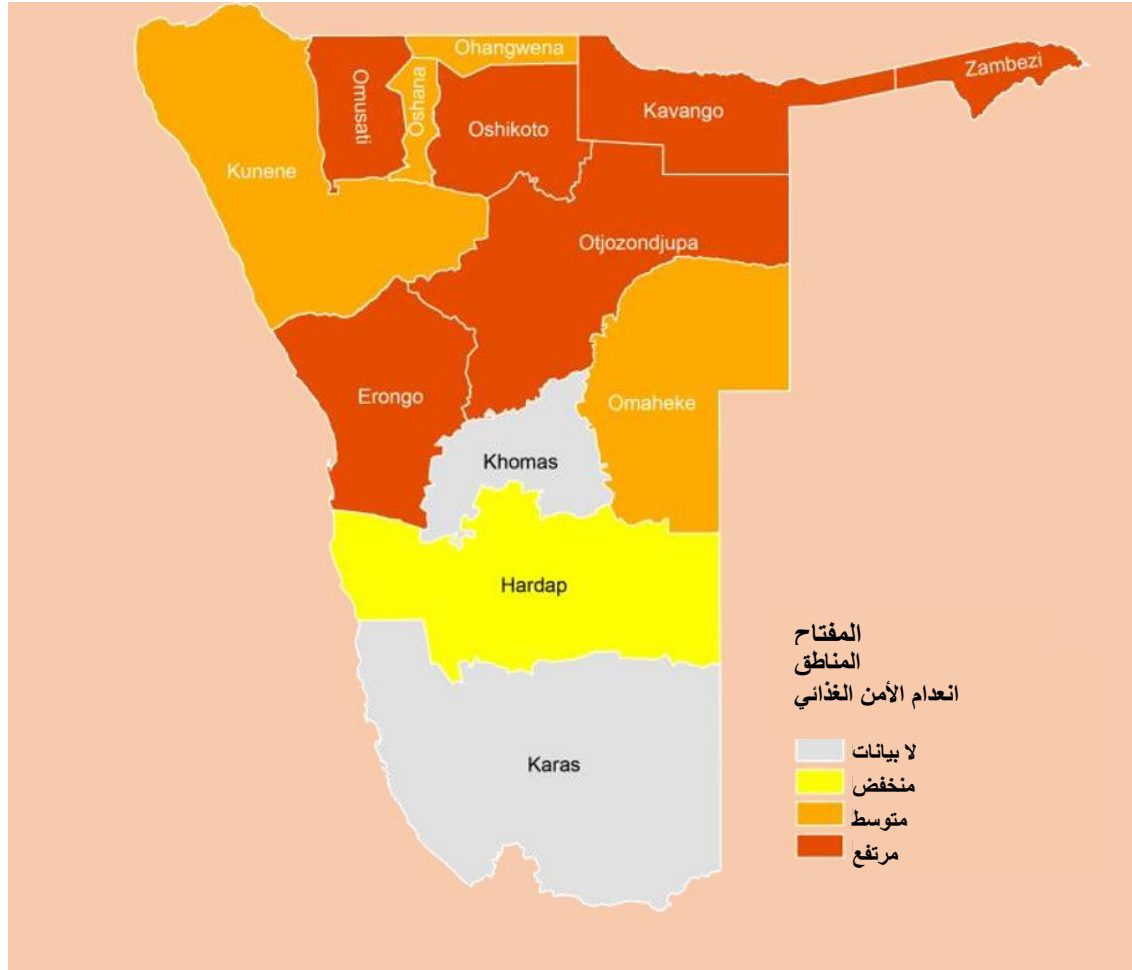 Ohangwena
Zambezi
Omusati
Oshana
Oshikoto
Kavango
Kunene
Otjozondjupa
Erongo
Omaheke
Khomas
Hardap
Karas
المفتاح
المناطق
انعدام الأمن الغذائي
لا بيانات
منخفض
متوسط
مرتفع